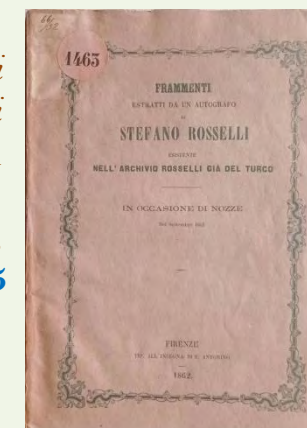 1463
FRAMMENTI
ESTRATTI DA UN AUTOGRAFO
DI
STEFANO ROSSELLI
ESISTENTE
NELL'ARCHIVIO ROSSELLI GIÀ DEL TURCO
IN OCCASIONE DI NOZZE
FIRENZE
1862.